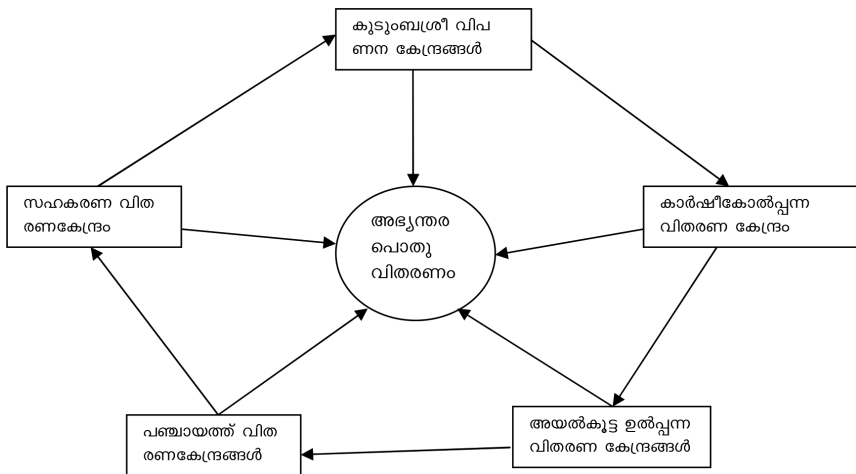 കുടുംബശ്രീ വിപ
ണന കേന്ദ്രങ്ങൾ
സഹകരണ വിത
രണകേന്ദ്രം
അഭ്യന്തര
പൊതു
വിതരണം
കാർഷീകോൽപ്പന്ന
വിതരണ കേന്ദ്രം
പഞ്ചായത്ത് വിത
രണകേന്ദ്രങ്ങൾ
അയൽകൂട്ട ഉൽപ്പന്ന
വിതരണ കേന്ദ്രങ്ങൾ